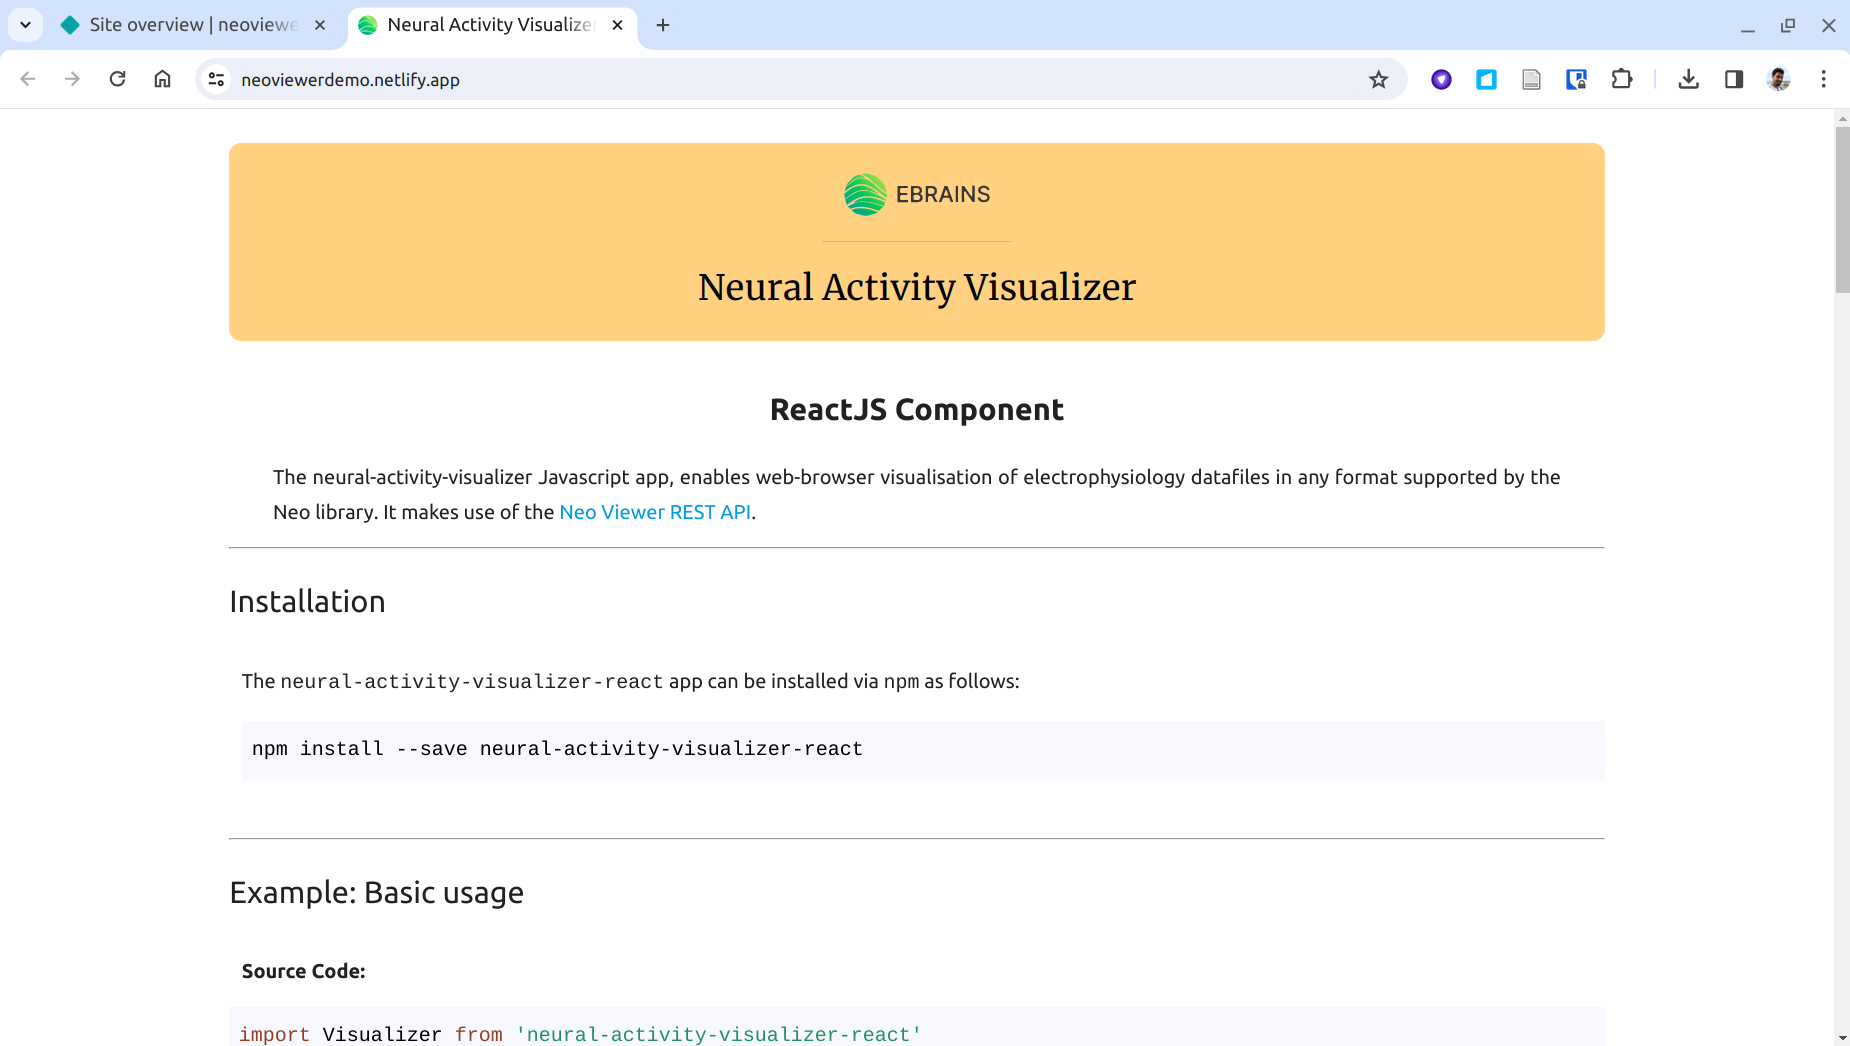 Site overview | neoviewe
Neural Activity Visualize
neoviewerdemo.netlify.app
EBRAINS
Neural Activity Visualizer
ReactJS Component
The neural-activity-visualizer Javascript app, enables web-browser visualisation of electrophysiology datafiles in any format supported by the
Neo library. It makes use of the Neo Viewer REST API.
Installation
The neural-activity-visualizer-react app can be installed via npm as follows:
npm install --save neural-activity-visualizer-react
Example: Basic usage
Source Code:
import Visualizer from 'neural-activity-visualizer-react'